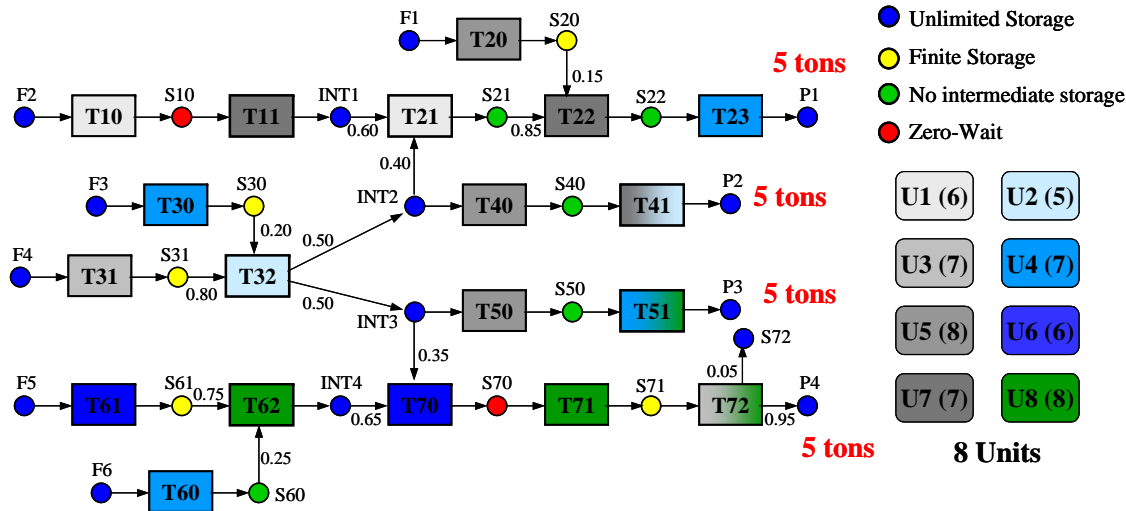 F1
S20
T20
0.15
5 tons
Unlimited Storage
Finite Storage
No intermediate storage
Zero-Wait
F2
S10
INT1
S21
S22
P1
T10
T11
0.60
T21
0.85
T22
T23
0.40
F3
S30
T30
0.20
INT2
S40
T40
T41
P2
5 tons
0.50
F4
S31
T31
0.80
T32
0.50
INT3
S50
T50
T51
P3
5 tons
S72
0.35
0.05
F5
S61
0.75
INT4
S70
S71
P4
T61
T62
0.65
T70
T71
T72
0.95
5 tons
0.25
F6
T60
S60
U1 (6)
U2 (5)
U3 (7)
U4 (7)
U5 (8)
U6 (6)
U7 (7)
U8 (8)
8 Units